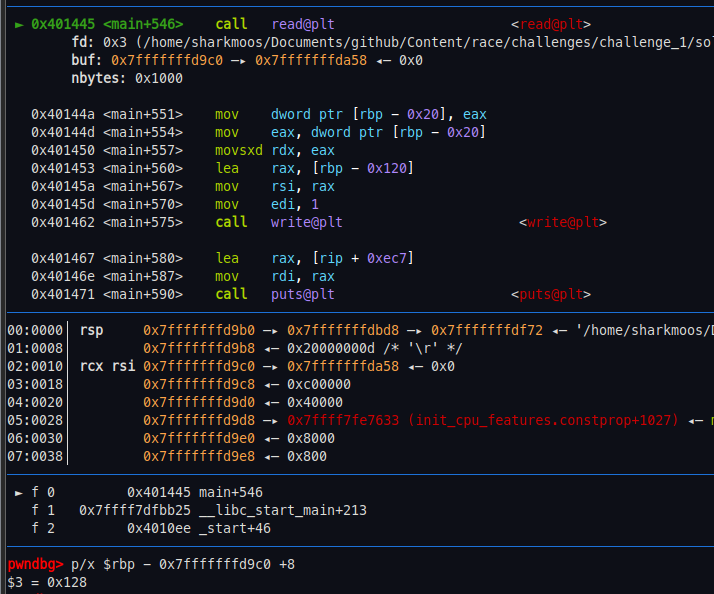 ► 0x401445 <main+546> call read@plt <read@plt>
fd: 0x3 (/home/sharkmoos/Documents/github/Content/race/challenges/challenge_1/sol
buf: 0x7fffffffd9c0 —▸ 0x7fffffffda58 ◂— 0x0
nbytes: 0x1000
0x40144a <main+551> mov dword ptr [rbp - 0x20], eax
0x40144d <main+554> mov eax, dword ptr [rbp - 0x20]
0x401450 <main+557> movsxd rdx, eax
0x401453 <main+560> lea rax, [rbp - 0x120]
0x40145a <main+567> mov rsi, rax
0x40145d <main+570> mov edi, 1
0x401462 <main+575> call write@plt <write@plt>
0x401467 <main+580> lea rax, [rip + 0xec7]
0x40146e <main+587> mov rdi, rax
0x401471 <main+590> call puts@plt <puts@plt>
00:0000│ rsp 0x7fffffffd9b0 —▸ 0x7fffffffdbd8 —▸ 0x7fffffffdf72 ◂— '/home/sharkmoos/D
01:0008│ 0x7fffffffd9b8 ◂— 0x20000000d /* '\r' */
02:0010│ rcx rsi 0x7fffffffd9c0 —▸ 0x7fffffffda58 ◂— 0x0
03:0018│ 0x7fffffffd9c8 ◂— 0xc00000
04:0020│ 0x7fffffffd9d0 ◂— 0x40000
05:0028│ 0x7fffffffd9d8 —▸ 0x7ffff7fe7633 (init_cpu_features.constprop+1027) ◂—
06:0030│ 0x7fffffffd9e0 ◂— 0x8000
07:0038│ 0x7fffffffd9e8 ◂— 0x800
► f 0 0x401445 main+546
f 1 0x7ffff7dfbb25 __libc_start_main+213
f 2 0x4010ee _start+46
pwndbg> p/x $rbp - 0x7fffffffd9c0 +8
$3 = 0x128